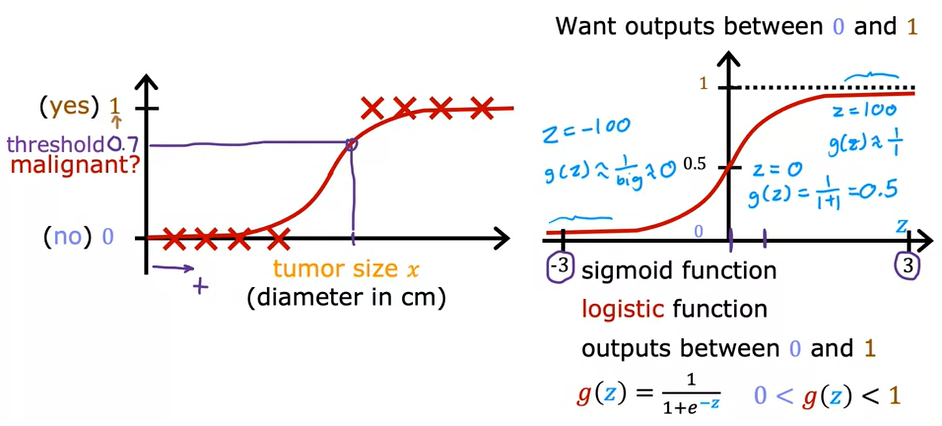 (yes) 1
threshold 0.7
malignant?
(no) 0
+
tumor size x
(diameter in cm)
Want outputs between 0 and 1
1
z=-100
g(z)≈1/big≈0
0.5
0
z=100
g(z)≈1/1
z=0
g(z)=1/1+1=0.5
z
-3
3
sigmoid function
logistic function
outputs between 0 and 1
g(z) = 1/1+e^-z 0 < g(z) < 1